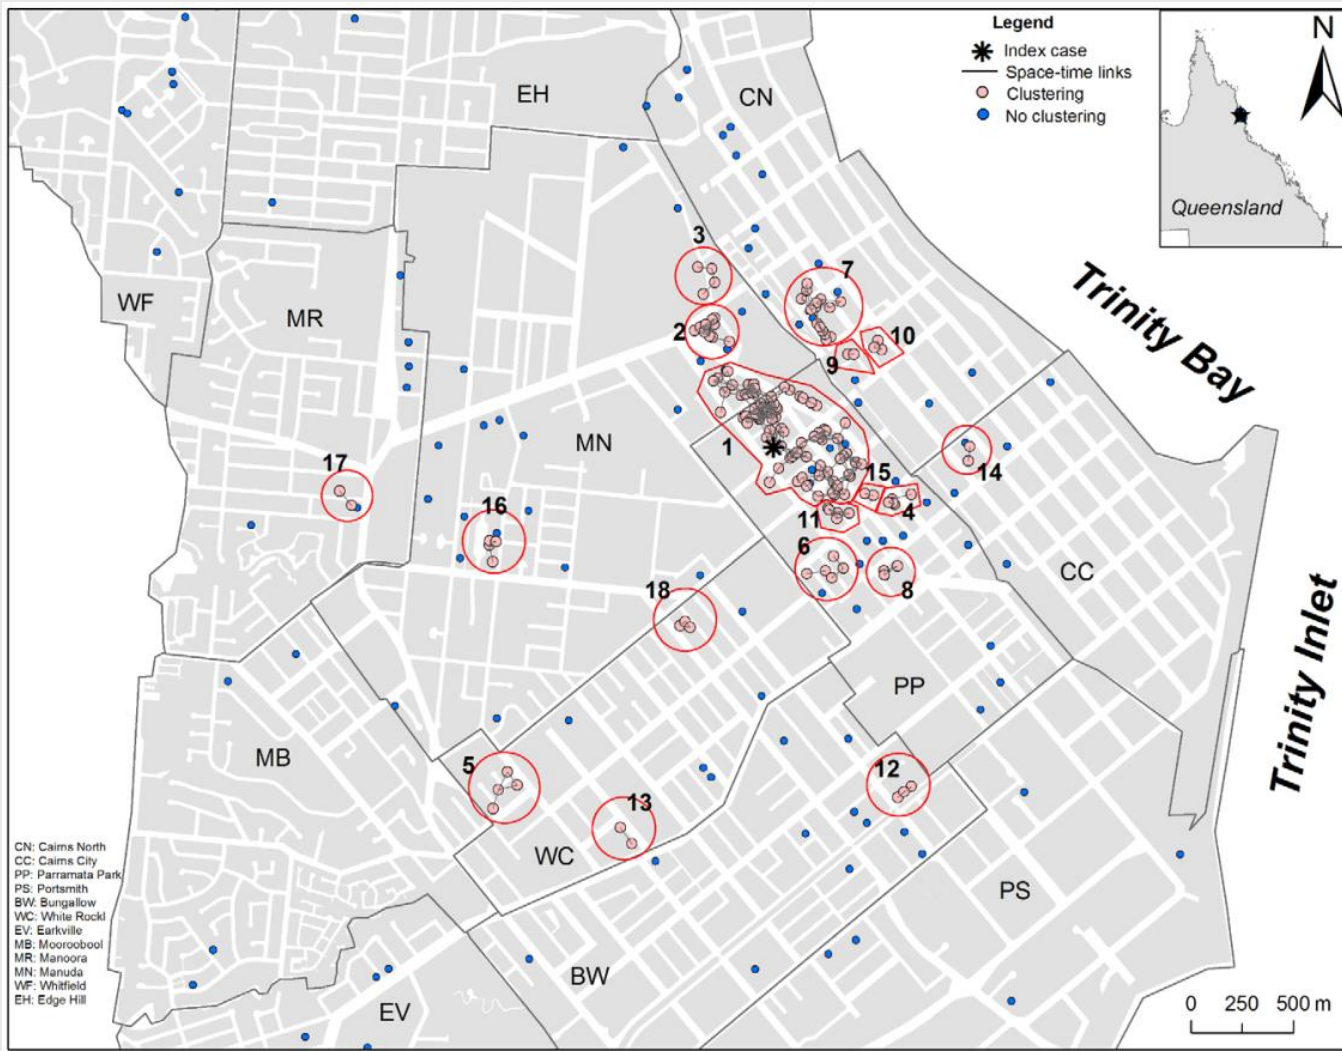 Legend
Index case
Space-time links
Clustering
No clustering
N
Queensland
EH
CN
3
7
WF
MR
2
10
9
Trinity Bay
MN
1
17
15
14
16
4
11
6
18
8
CC
Trinity Inlet
PP
MB
5
12
13
WC
PS
BW
EV
CN: Cairns North
CC: Cairns City
PP: Parramata Park
PS: Portsmith
BW: Bungallow
WC: White Rockl
EV: Earkville
MB: Mooroobool
MR: Manoora
MN: Manuda
WF: Whitfield
EH: Edge Hill
0 250 500 m